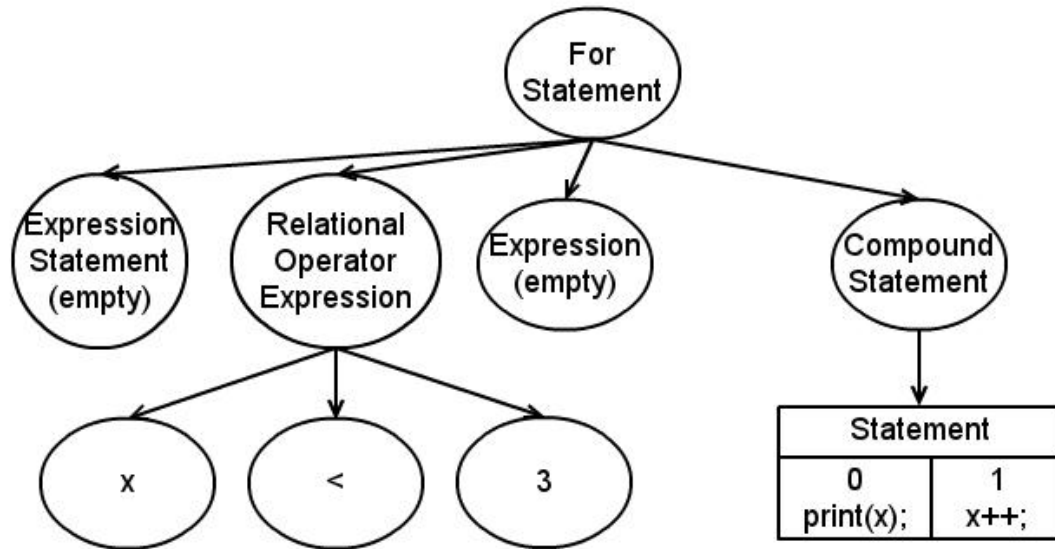 For
Statement
Expression
Statement
(empty)
Relational
Operator
Expression
Expression
(empty)
Compound
Statement
x
<
3
Statement
0
print(x);
1
x++;